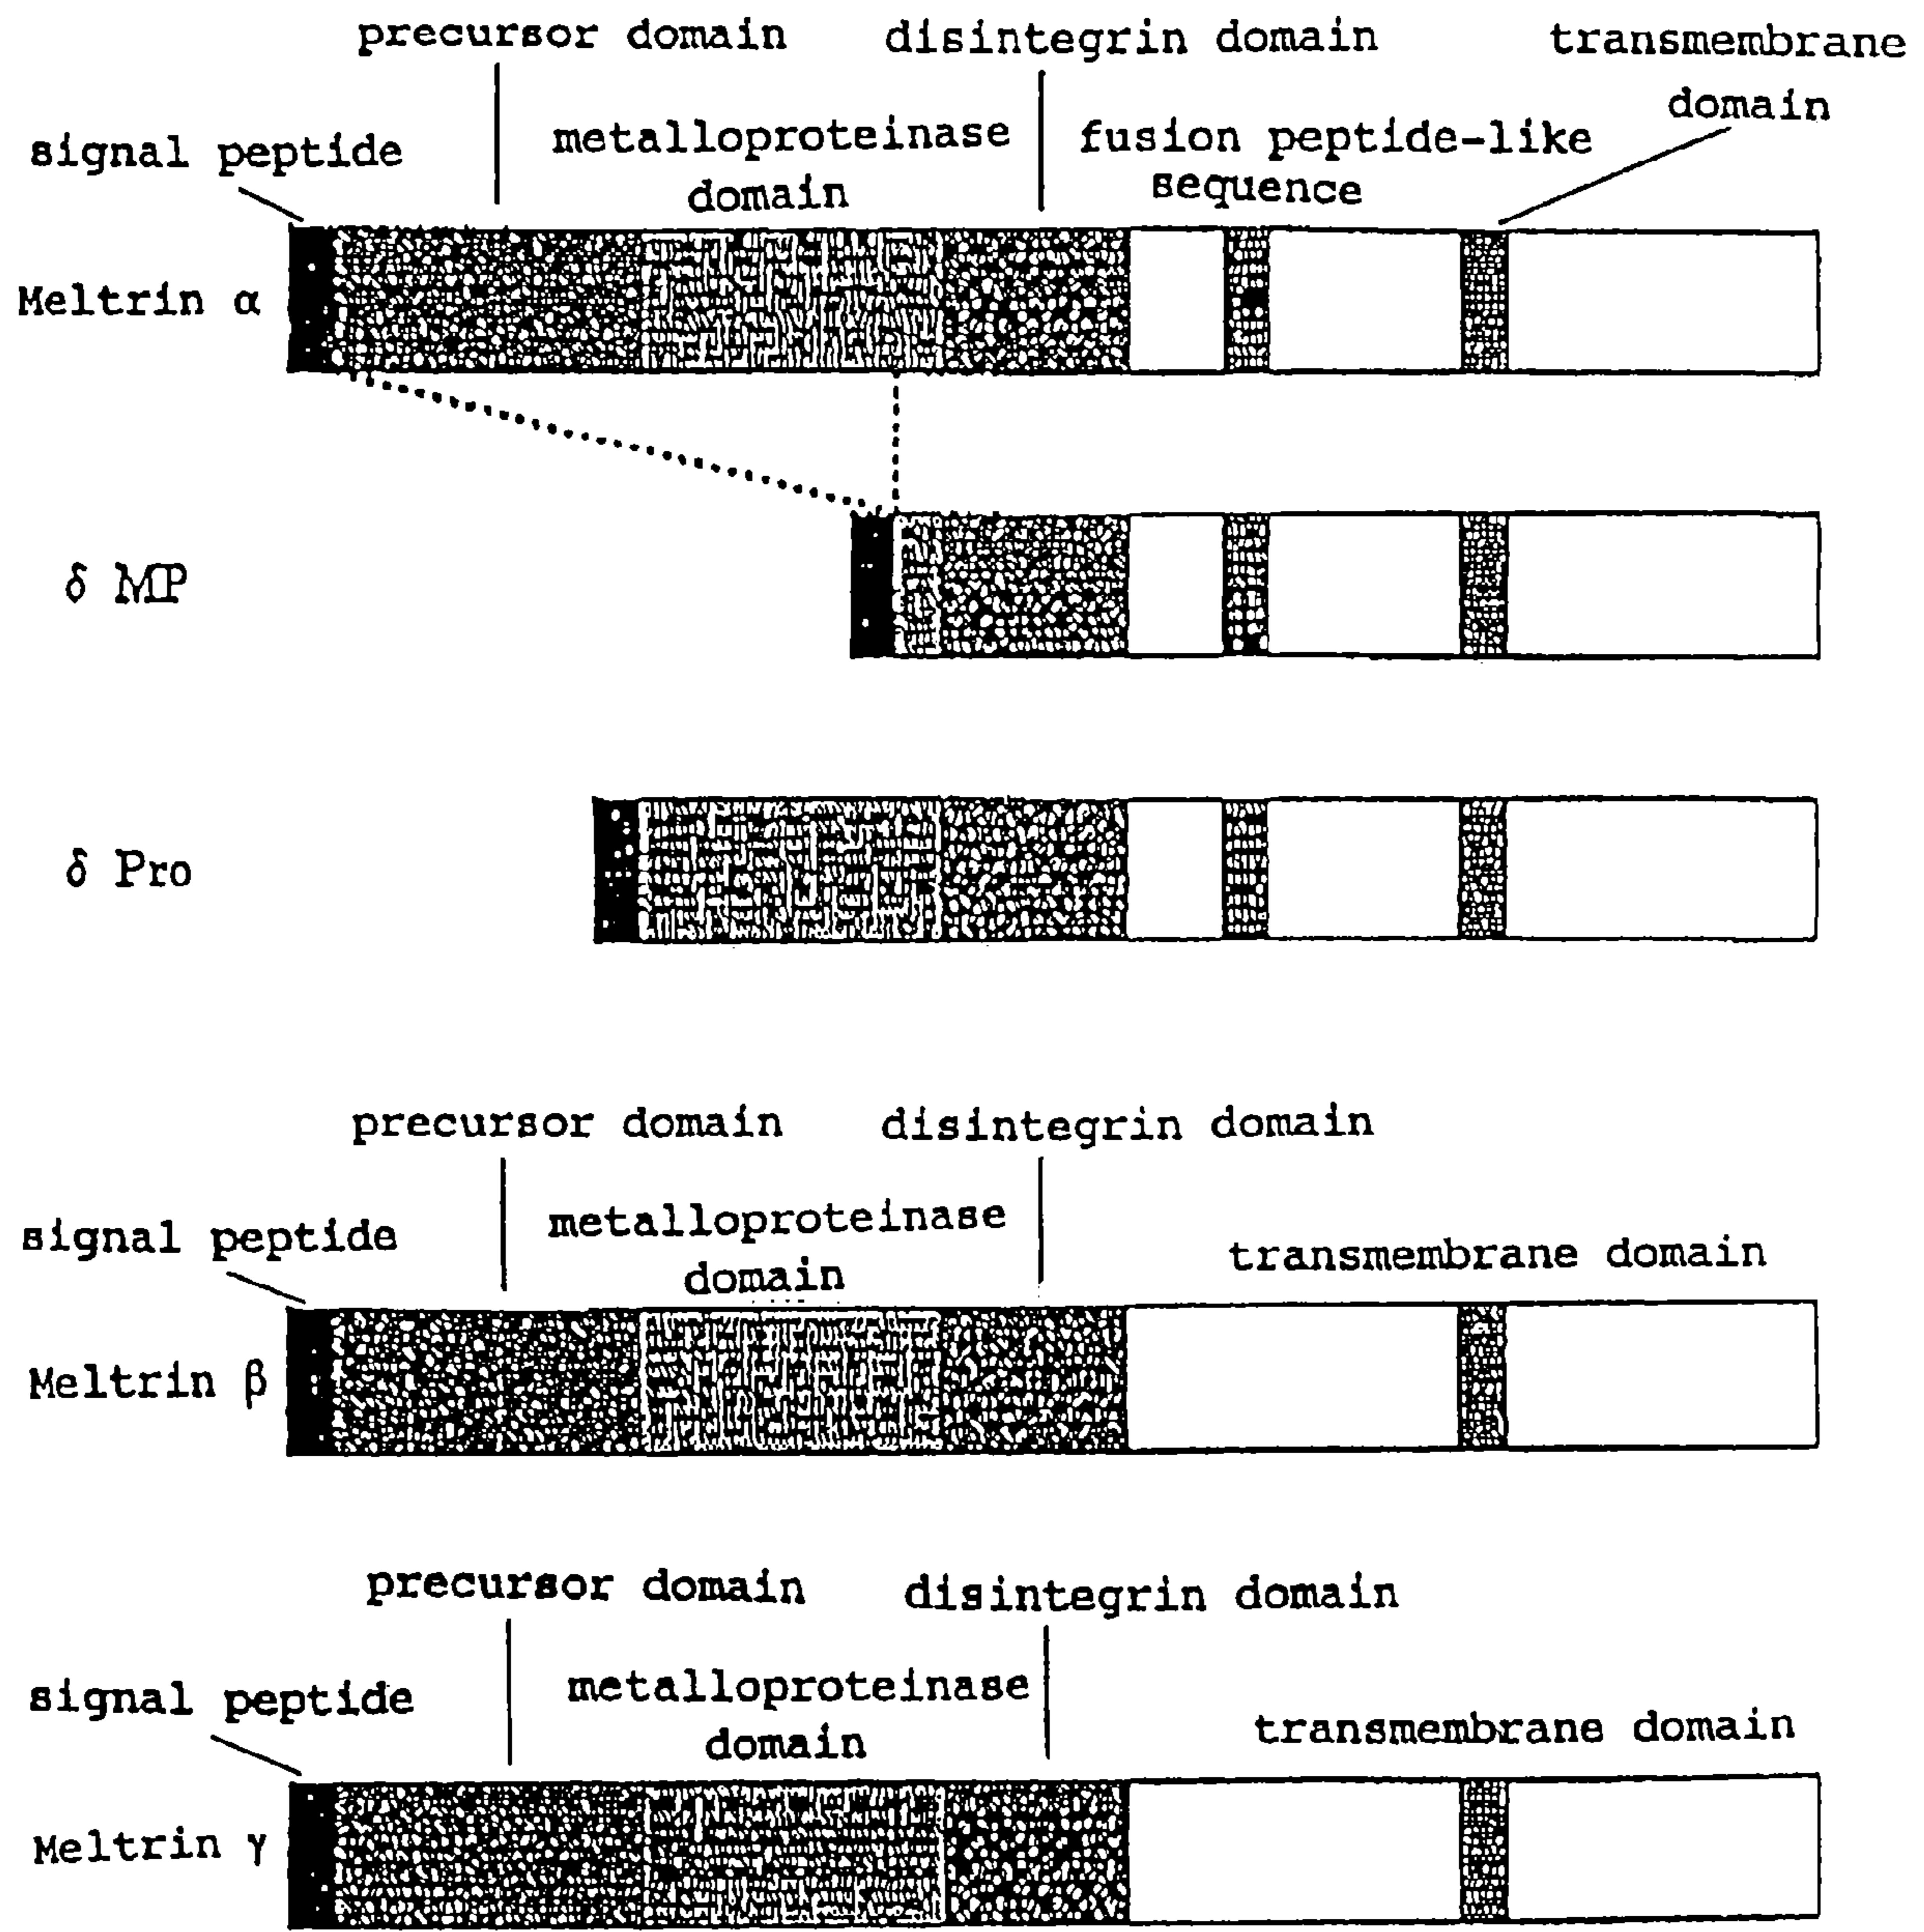 precursor domain
disintegrin domain
transmembrane
domain
signal peptide
metalloproteinase
domain
fusion peptide-like
sequence
Meltrin α
δ MP
δ Pro
precursor domain
disintegrin domain
signal peptide
metalloproteinase
domain
transmembrane domain
Meltrin β
precursor domain
disintegrin domain
signal peptide
metalloproteinase
domain
transmembrane domain
Meltrin γ